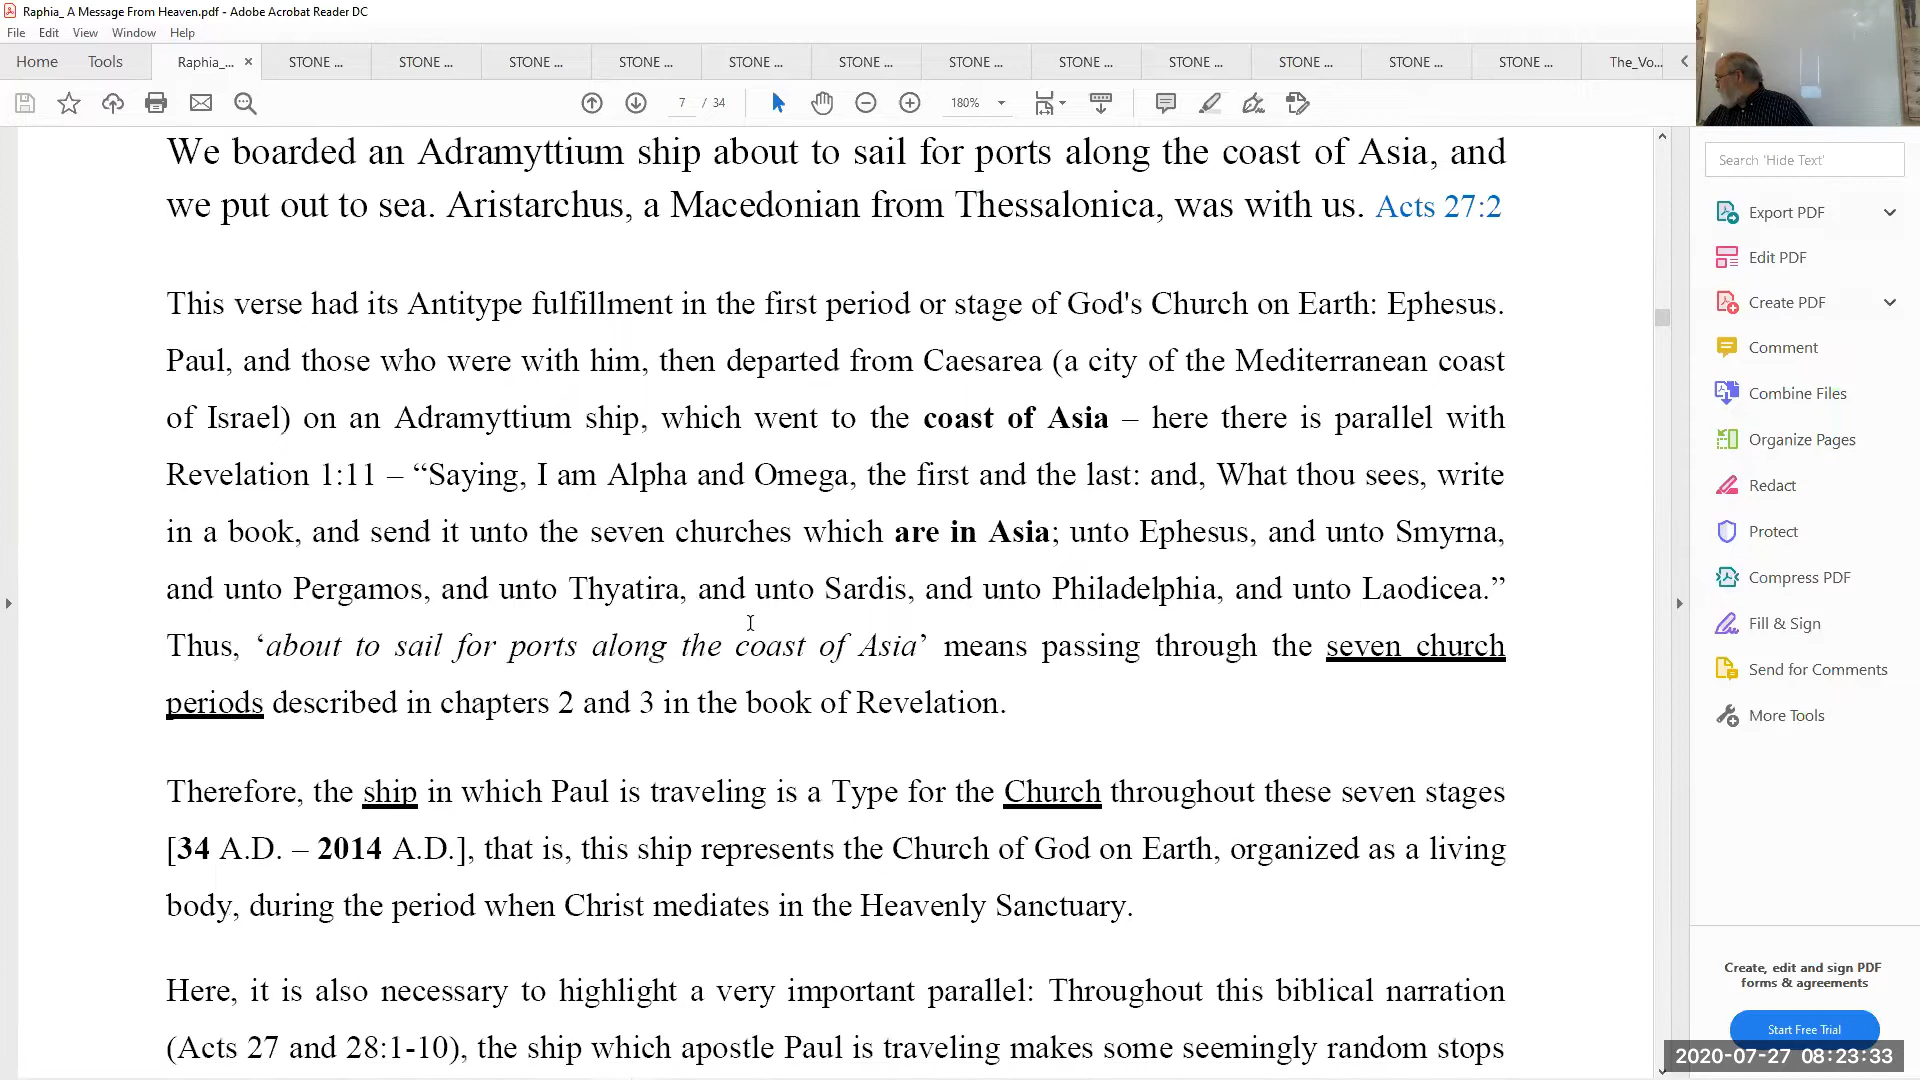 Raphia_ A Message From Heaven.pdf - Adobe Acrobat Reader DC
File Edit View Window Help
Home Tools Raphia_... × STONE ... STONE ... STONE ... STONE ... STONE ... STONE ... STONE ... STONE ... STONE ... STONE ... STONE ... STONE ... The_Vo...
7 / 34 180%
We boarded an Adramyttium ship about to sail for ports along the coast of Asia, and
we put out to sea. Aristarchus, a Macedonian from Thessalonica, was with us. Acts 27:2
This verse had its Antitype fulfillment in the first period or stage of God's Church on Earth: Ephesus.
Paul, and those who were with him, then departed from Caesarea (a city of the Mediterranean coast
of Israel) on an Adramyttium ship, which went to the coast of Asia – here there is parallel with
Revelation 1:11 – “Saying, I am Alpha and Omega, the first and the last: and, What thou sees, write
in a book, and send it unto the seven churches which are in Asia; unto Ephesus, and unto Smyrna,
and unto Pergamos, and unto Thyatira, and unto Sardis, and unto Philadelphia, and unto Laodicea.”
Thus, ‘about to sail for ports along the coast of Asia’ means passing through the seven church
periods described in chapters 2 and 3 in the book of Revelation.
Therefore, the ship in which Paul is traveling is a Type for the Church throughout these seven stages
[34 A.D. – 2014 A.D.], that is, this ship represents the Church of God on Earth, organized as a living
body, during the period when Christ mediates in the Heavenly Sanctuary.
Here, it is also necessary to highlight a very important parallel: Throughout this biblical narration
(Acts 27 and 28:1-10), the ship which apostle Paul is traveling makes some seemingly random stops
Search 'Hide Text'
Export PDF
Edit PDF
Create PDF
Comment
Combine Files
Organize Pages
Redact
Protect
Compress PDF
Fill & Sign
Send for Comments
More Tools
Create, edit and sign PDF
forms & agreements
Start Free Trial
2020-07-27 08:23:33